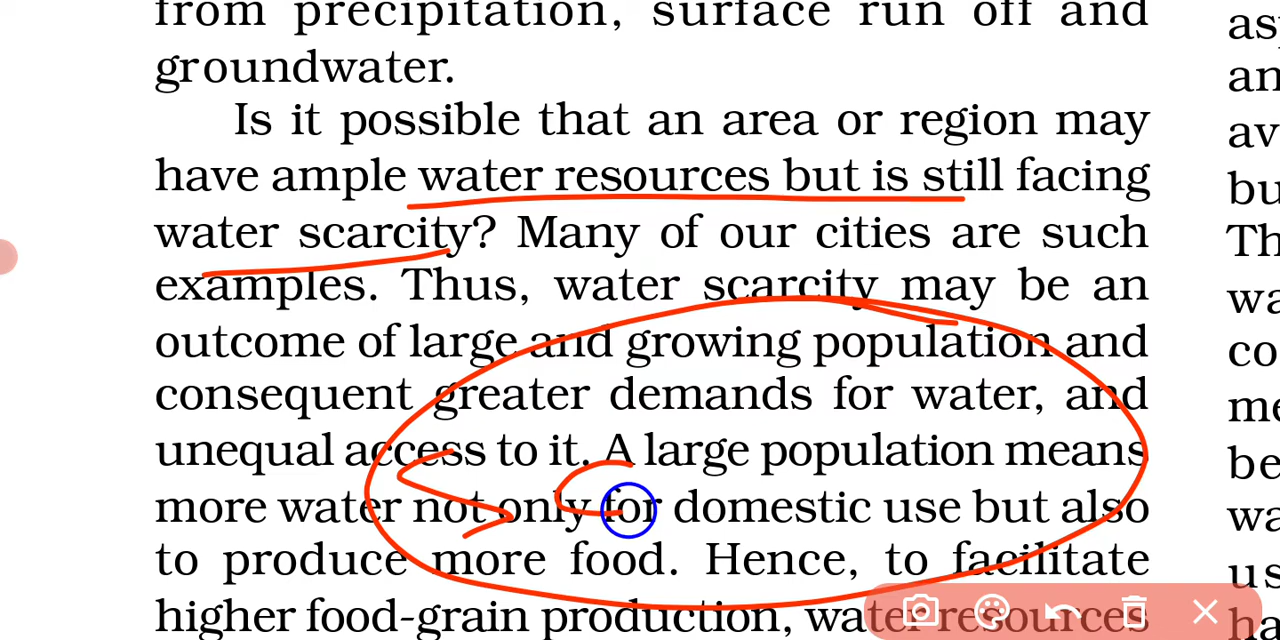 from precipitation, surface run off and
groundwater.
Is it possible that an area or region may
have ample water resources but is still facing
water scarcity? Many of our cities are such
examples. Thus, water scarcity may be an
outcome of large and growing population and
consequent greater demands for water, and
unequal access to it. A large population means
more water not only for domestic use but also
to produce more food. Hence, to facilitate
higher food-grain production, water resources